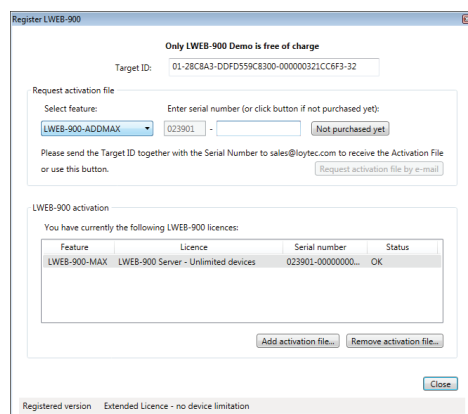 Register LWEB-900
Only LWEB-900 Demo is free of charge
Target ID: 01-28C8A3-DDFD559C8300-000000321CC6F3-32
Request activation file
Select feature: Enter serial number (or click button if not purchased yet):
LWEB-900-ADDMAX 023901 - Not purchased yet
Please send the Target ID together with the Serial Number to sales@loytec.com to receive the Activation File
or use this button. Request activation file by e-mail
LWEB-900 activation
You have currently the following LWEB-900 licences:
Feature Licence Serial number Status
LWEB-900-MAX LWEB-900 Server - Unlimited devices 023901-00000000... OK
Add activation file... Remove activation file...
Close
Registered version Extended Licence - no device limitation